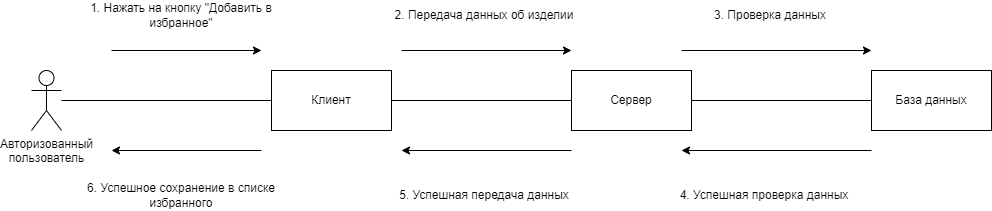 1. Нажать на кнопку "Добавить в
избранное"
2. Передача данных об изделии
3. Проверка данных
Клиент
Сервер
База данных
Авторизованный
пользователь
6. Успешное сохранение в списке
избранного
5. Успешная передача данных
4. Успешная проверка данных